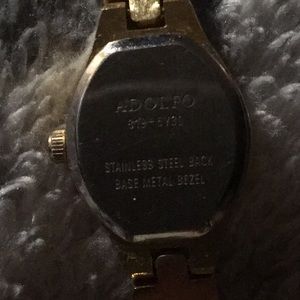 ADOLFO
STAINLESS STEEL BACK
BASE METAL BEZEL